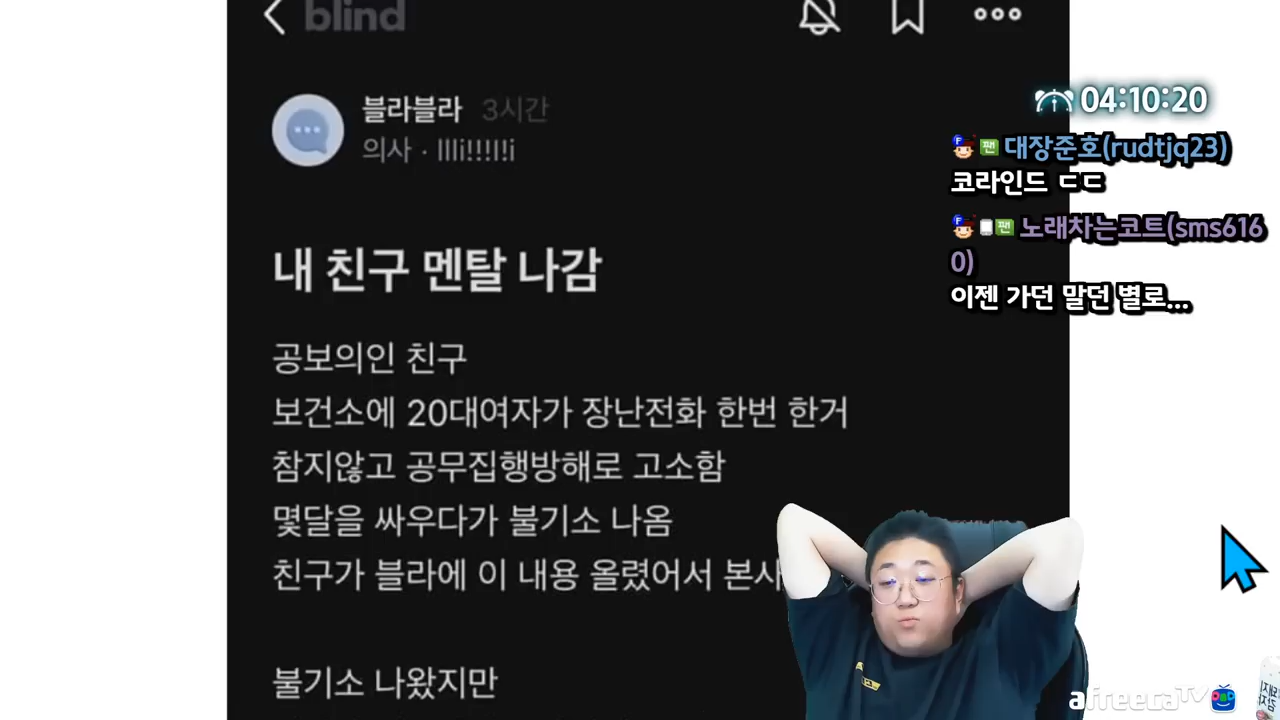 blind
블라블라 3시간
의사 · llli!!!!!i
내 친구 멘탈 나감
공보의인 친구
보건소에 20대여자가 장난전화 한번 한거
참지않고 공무집행방해로 고소함
몇달을 싸우다가 불기소 나옴
친구가 블라에 이 내용 올렸어서 본사
불기소 나왔지만
04:10:20
대장준호(rudtjq23)
코라인드 ㄷㄷ
노래차는코트(sms616
0)
이젠 가던 말던 별로...
afreecaTV